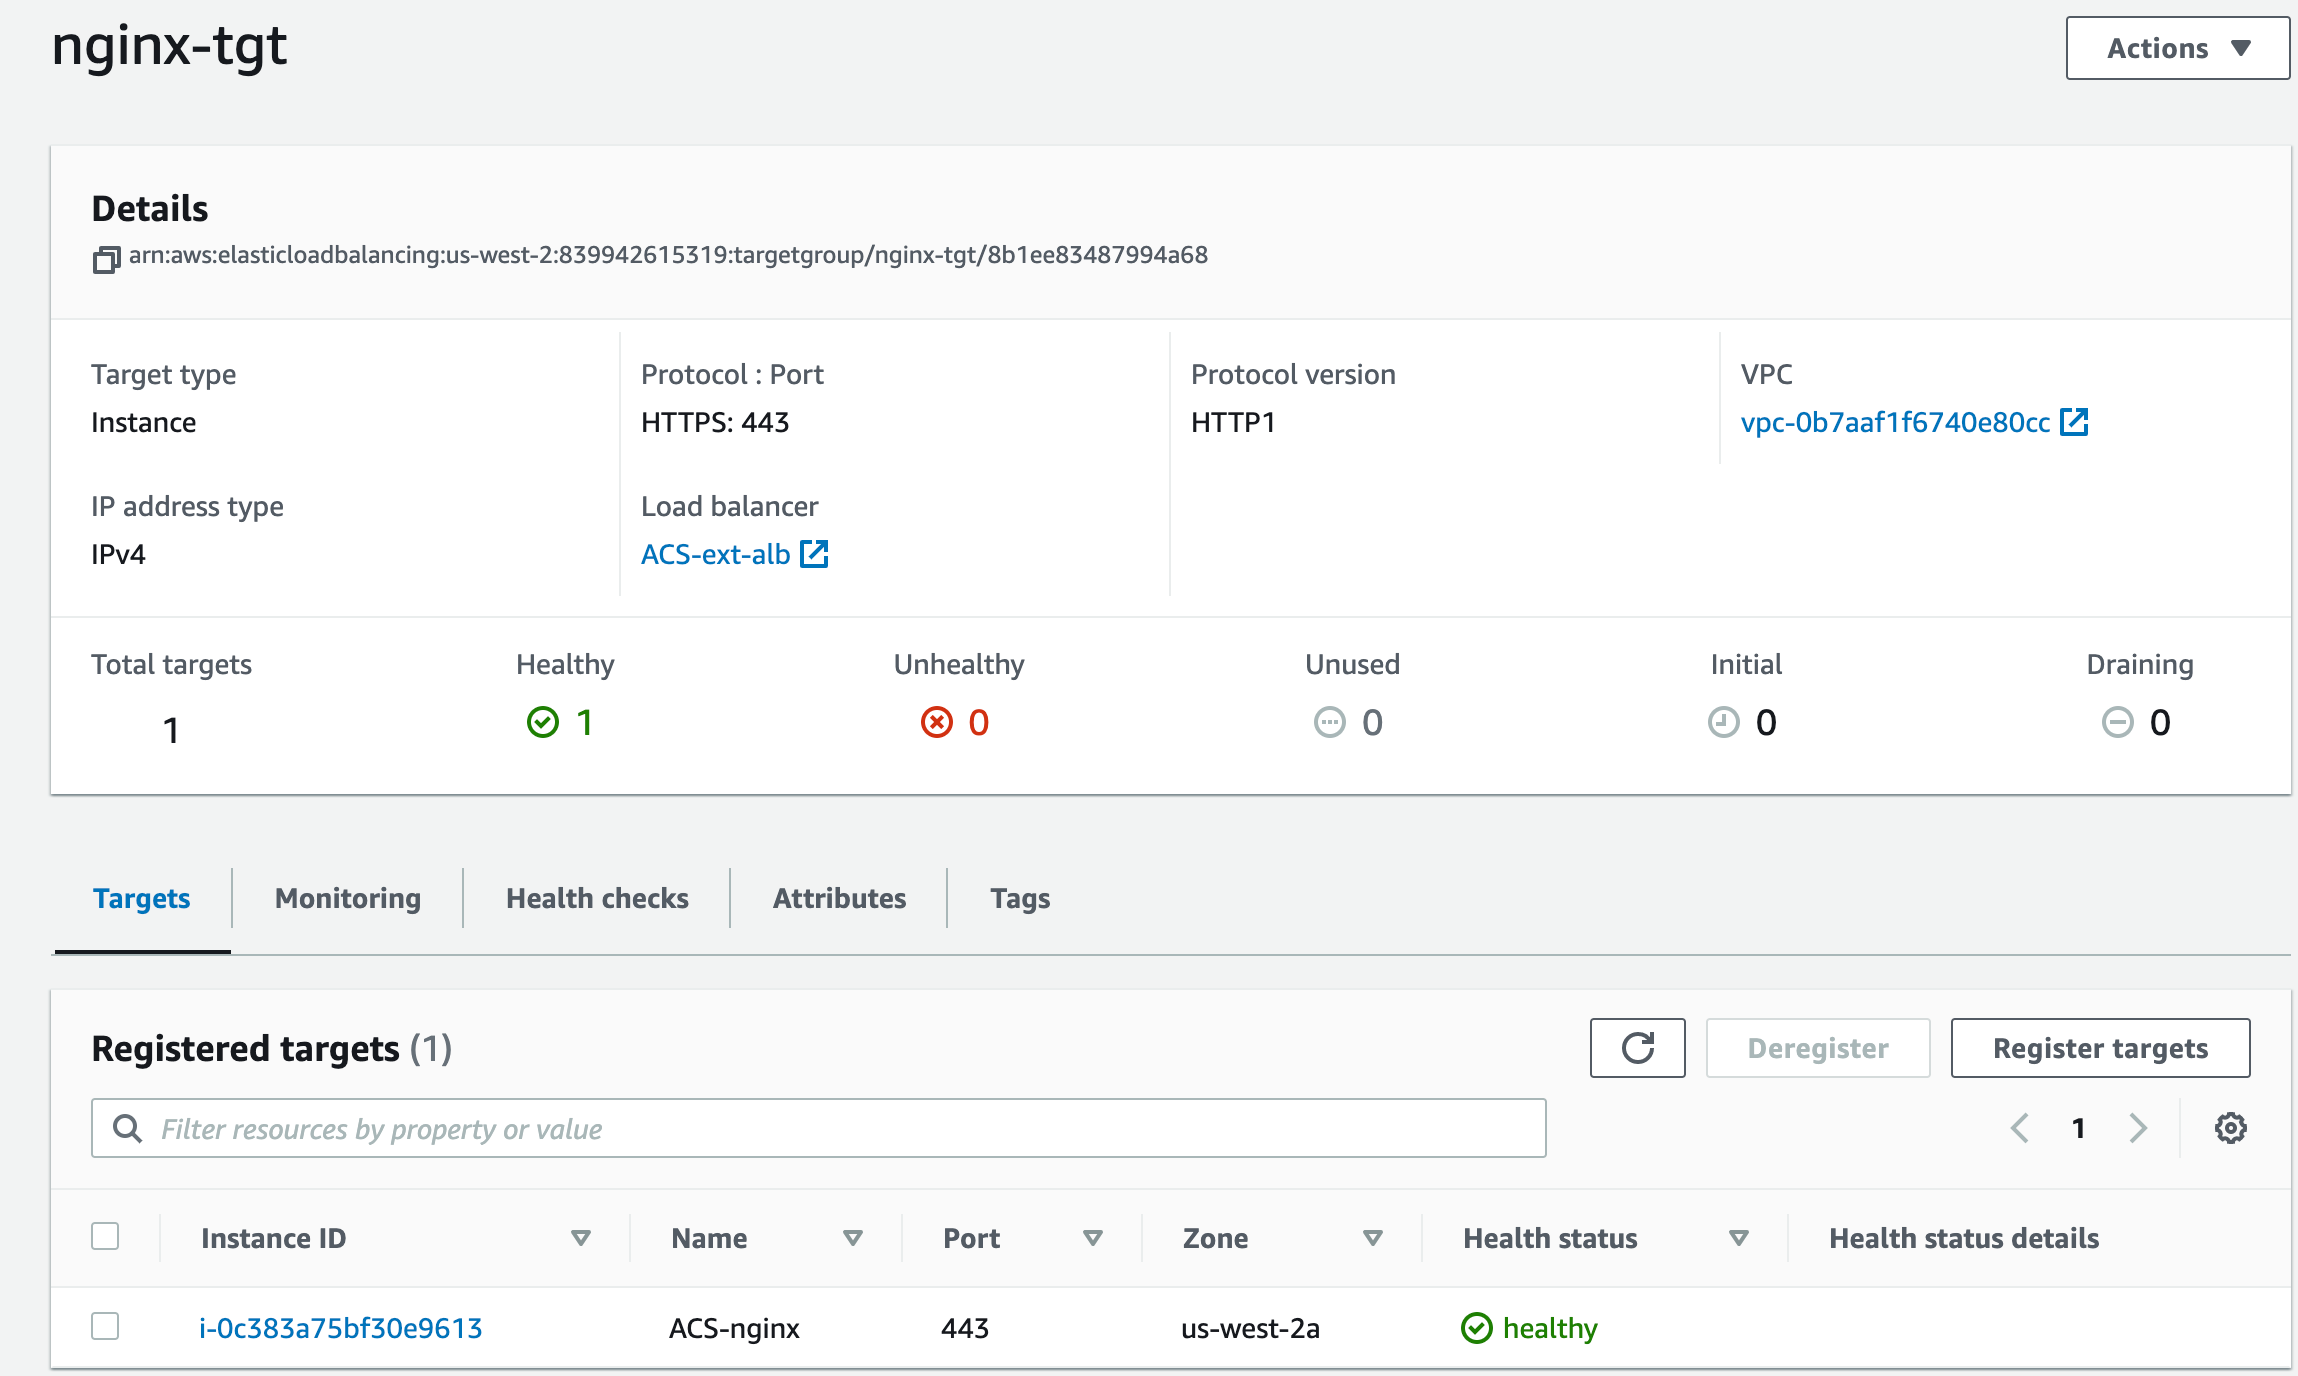 nginx-tgt
Actions
Details
arn:aws:elasticloadbalancing:us-west-2:839942615319:targetgroup/nginx-tgt/8b1ee83487994a68
Target type
Instance
Protocol : Port
HTTPS: 443
Protocol version
HTTP1
VPC
vpc-0b7aaf1f6740e80cc
IP address type
IPv4
Load balancer
ACS-ext-alb
Total targets
1
Healthy
1
Unhealthy
0
Unused
0
Initial
0
Draining
0
Targets
Monitoring
Health checks
Attributes
Tags
Registered targets (1)
Deregister
Register targets
Filter resources by property or value
1
Instance ID
Name
Port
Zone
Health status
Health status details
i-0c383a75bf30e9613
ACS-nginx
443
us-west-2a
healthy